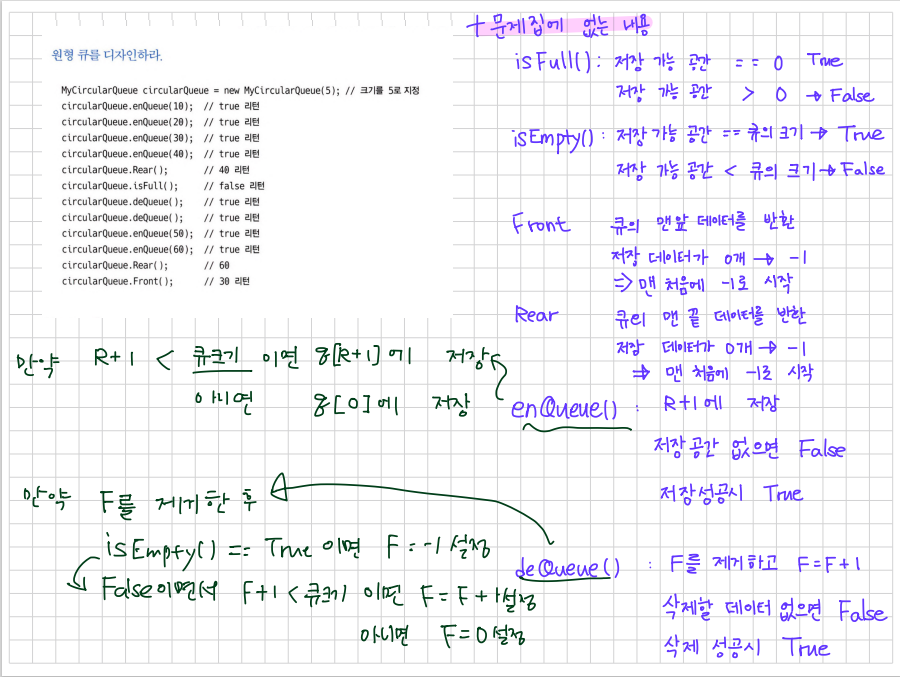 원형 큐를 디자인하라.
MyCircularQueue circularQueue = new MyCircularQueue(5); // 크기를 5로 지정
circularQueue.enQueue(10); // true 리턴
circularQueue.enQueue(20); // true 리턴
circularQueue.enQueue(30); // true 리턴
circularQueue.enQueue(40); // true 리턴
circularQueue.Rear(); // 40 리턴
circularQueue.isFull(); // false 리턴
circularQueue.deQueue(); // true 리턴
circularQueue.deQueue(); // true 리턴
circularQueue.enQueue(50); // true 리턴
circularQueue.enQueue(60); // true 리턴
circularQueue.Rear(); // 60
circularQueue.Front(); // 30 리턴
+ 문제집에 없는 내용
isFull() : 저장 가능 공간 == 0 True
저장 가능 공간 > 0 → False
isEmpty() : 저장 가능 공간 == 큐의 크기 → True
저장 가능 공간 < 큐의 크기 → False
Front 큐의 맨앞 데이터를 반환
저장 데이터가 0개 → -1
⇒ 맨 처음에 -1로 시작
Rear 큐의 맨 끝 데이터를 반환
저장 데이터가 0개 → -1
⇒ 맨 처음에 -1로 시작
enQueue() : R+1에 저장
저장공간 없으면 False
저장성공시 True
deQueue() : F를 제거하고 F=F+1
삭제할 데이터 없으면 False
삭제 성공시 True
만약 R+1 < 큐크기 이면 용[R+1]에 저장
아니면 용[0]에 저장
만약 F를 제거한 후
isEmpty() == True 이면 F = -1 설정
False이면서 F+1 < 큐크기 이면 F = F + 1설정
아니면 F=0 설정